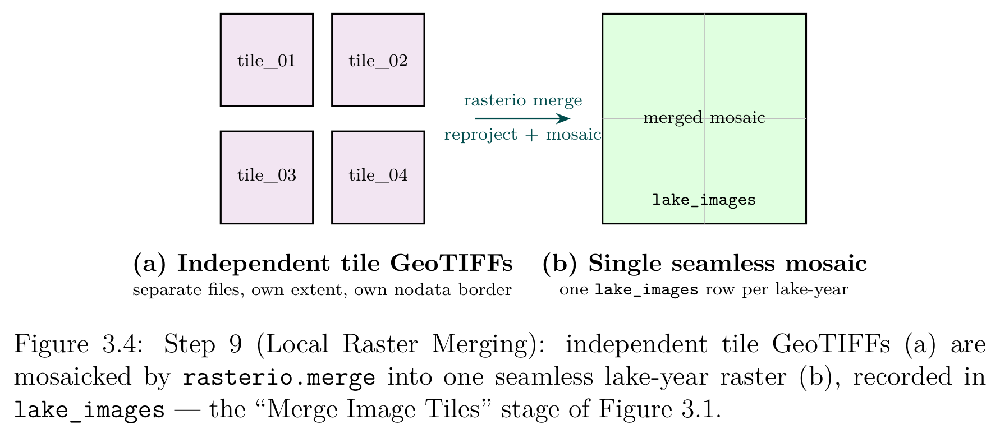 tile_01
tile_02
tile_03
tile_04
rasterio merge
reproject + mosaic
merged mosaic
lake_images
(a) Independent tile GeoTIFFs
separate files, own extent, own nodata border
(b) Single seamless mosaic
one lake_images row per lake-year
Figure 3.4: Step 9 (Local Raster Merging): independent tile GeoTIFFs (a) are
mosaicked by rasterio.merge into one seamless lake-year raster (b), recorded in
lake_images — the “Merge Image Tiles” stage of Figure 3.1.